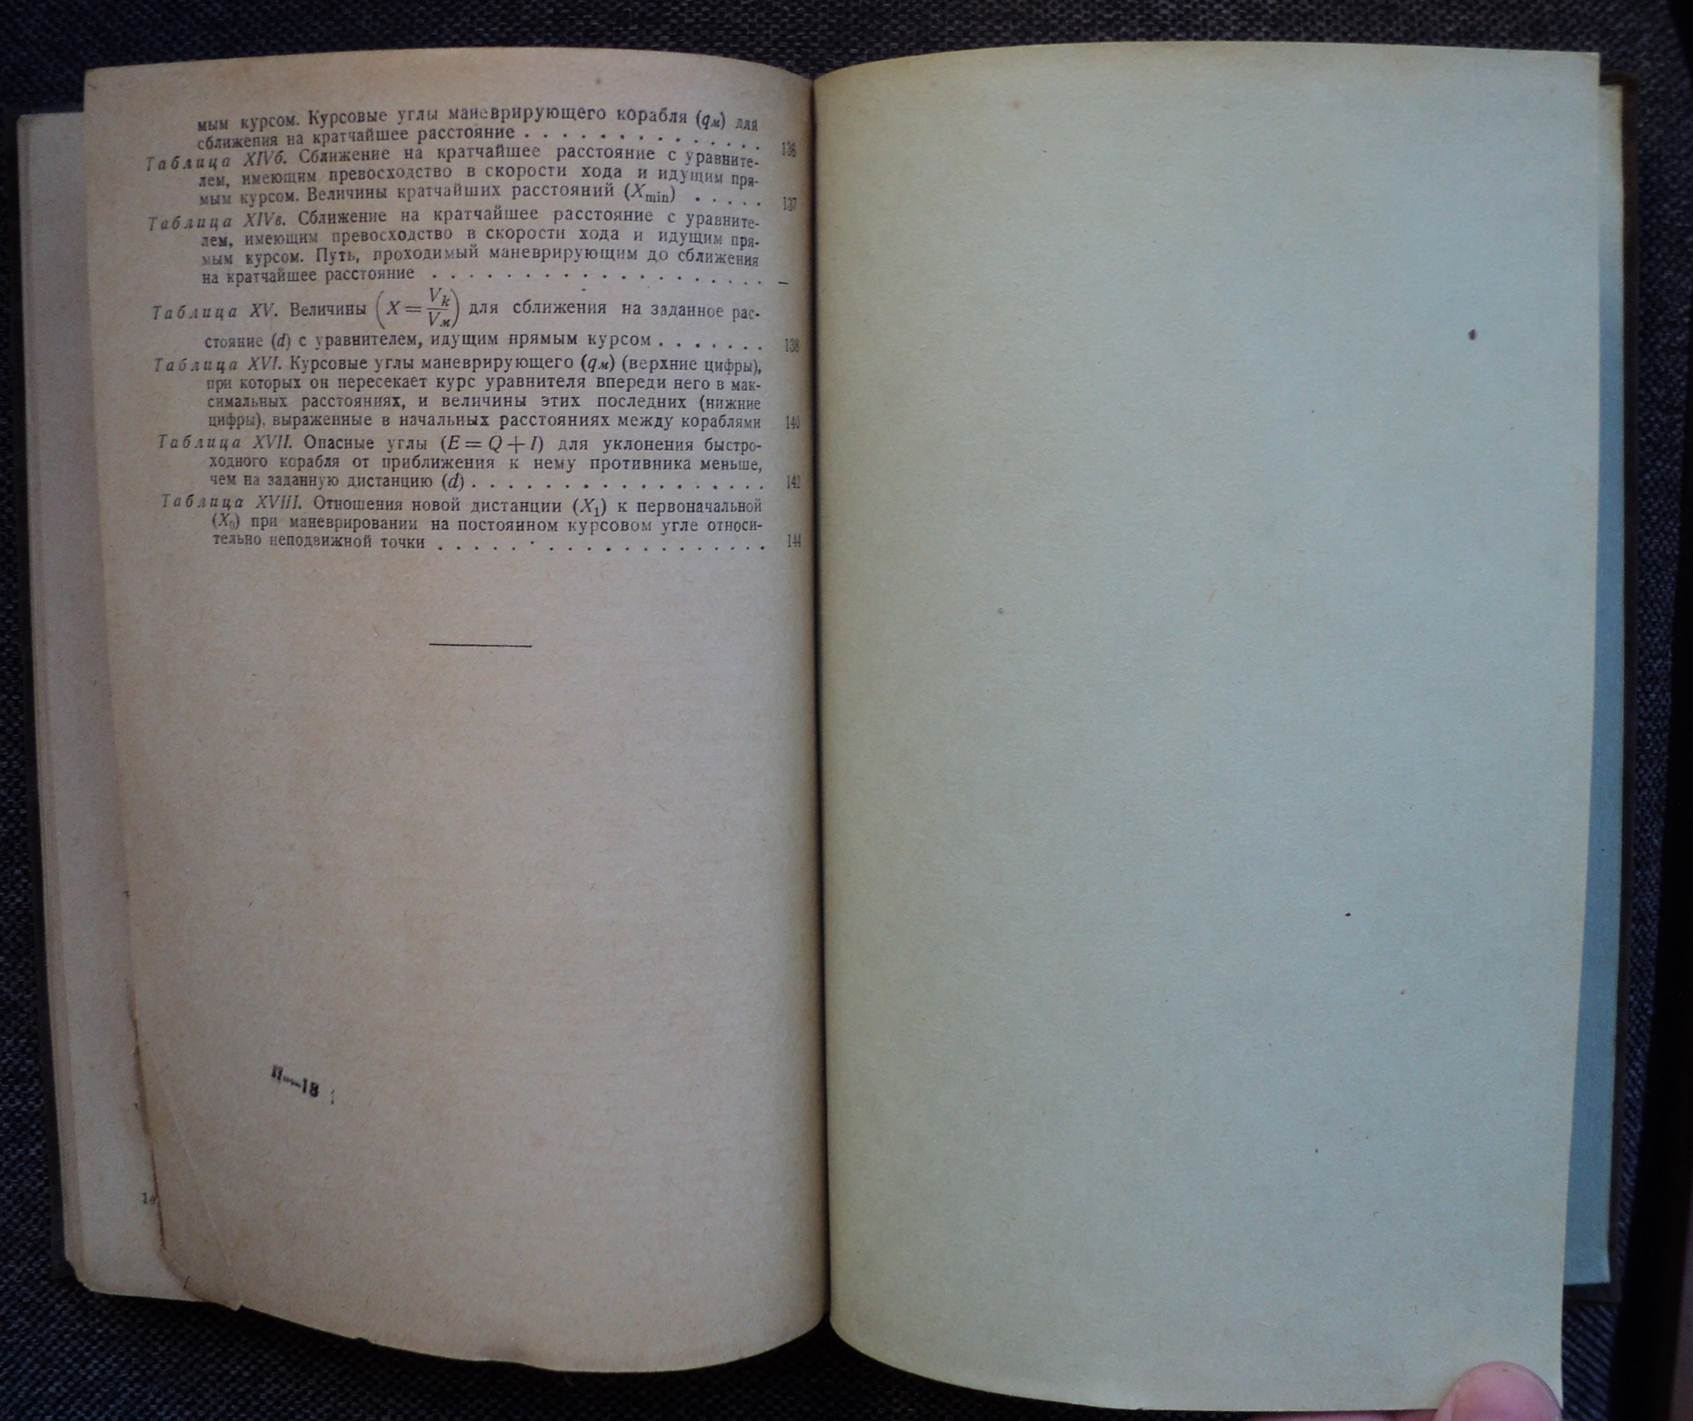 мым курсом. Курсовые углы маневрирующего корабля (qм) для
сближения на кратчайшее расстояние . . . . . . . . . . . . 136
Таблица XIVб. Сближение на кратчайшее расстояние с уравните-
лем, имеющим превосходство в скорости хода и идущим пря-
мым курсом. Величины кратчайших расстояний (Xmin) . . . . . 137
Таблица XIVв. Сближение на кратчайшее расстояние с уравните-
лем, имеющим превосходство в скорости хода и идущим пря-
мым курсом. Путь, проходимый маневрирующим до сближения
на кратчайшее расстояние . . . . . . . . . . . . . . . . . —
Таблица XV. Величины (X = Vk/Vм) для сближения на заданное рас-
стояние (d) с уравнителем, идущим прямым курсом . . . . . . . 138
Таблица XVI. Курсовые углы маневрирующего (qм) (верхние цифры),
при которых он пересекает курс уравнителя впереди него в мак-
симальных расстояниях, и величины этих последних (нижние
цифры), выраженные в начальных расстояниях между кораблями 140
Таблица XVII. Опасные углы (E = Q + I) для уклонения быстро-
ходного корабля от приближения к нему противника меньше,
чем на заданную дистанцию (d) . . . . . . . . . . . . . . . . 142
Таблица XVIII. Отношения новой дистанции (X1) к первоначальной
(X0) при маневрировании на постоянном курсовом угле относи-
тельно неподвижной точки . . . . . . . . . . . . . . . . . . 144
П—18